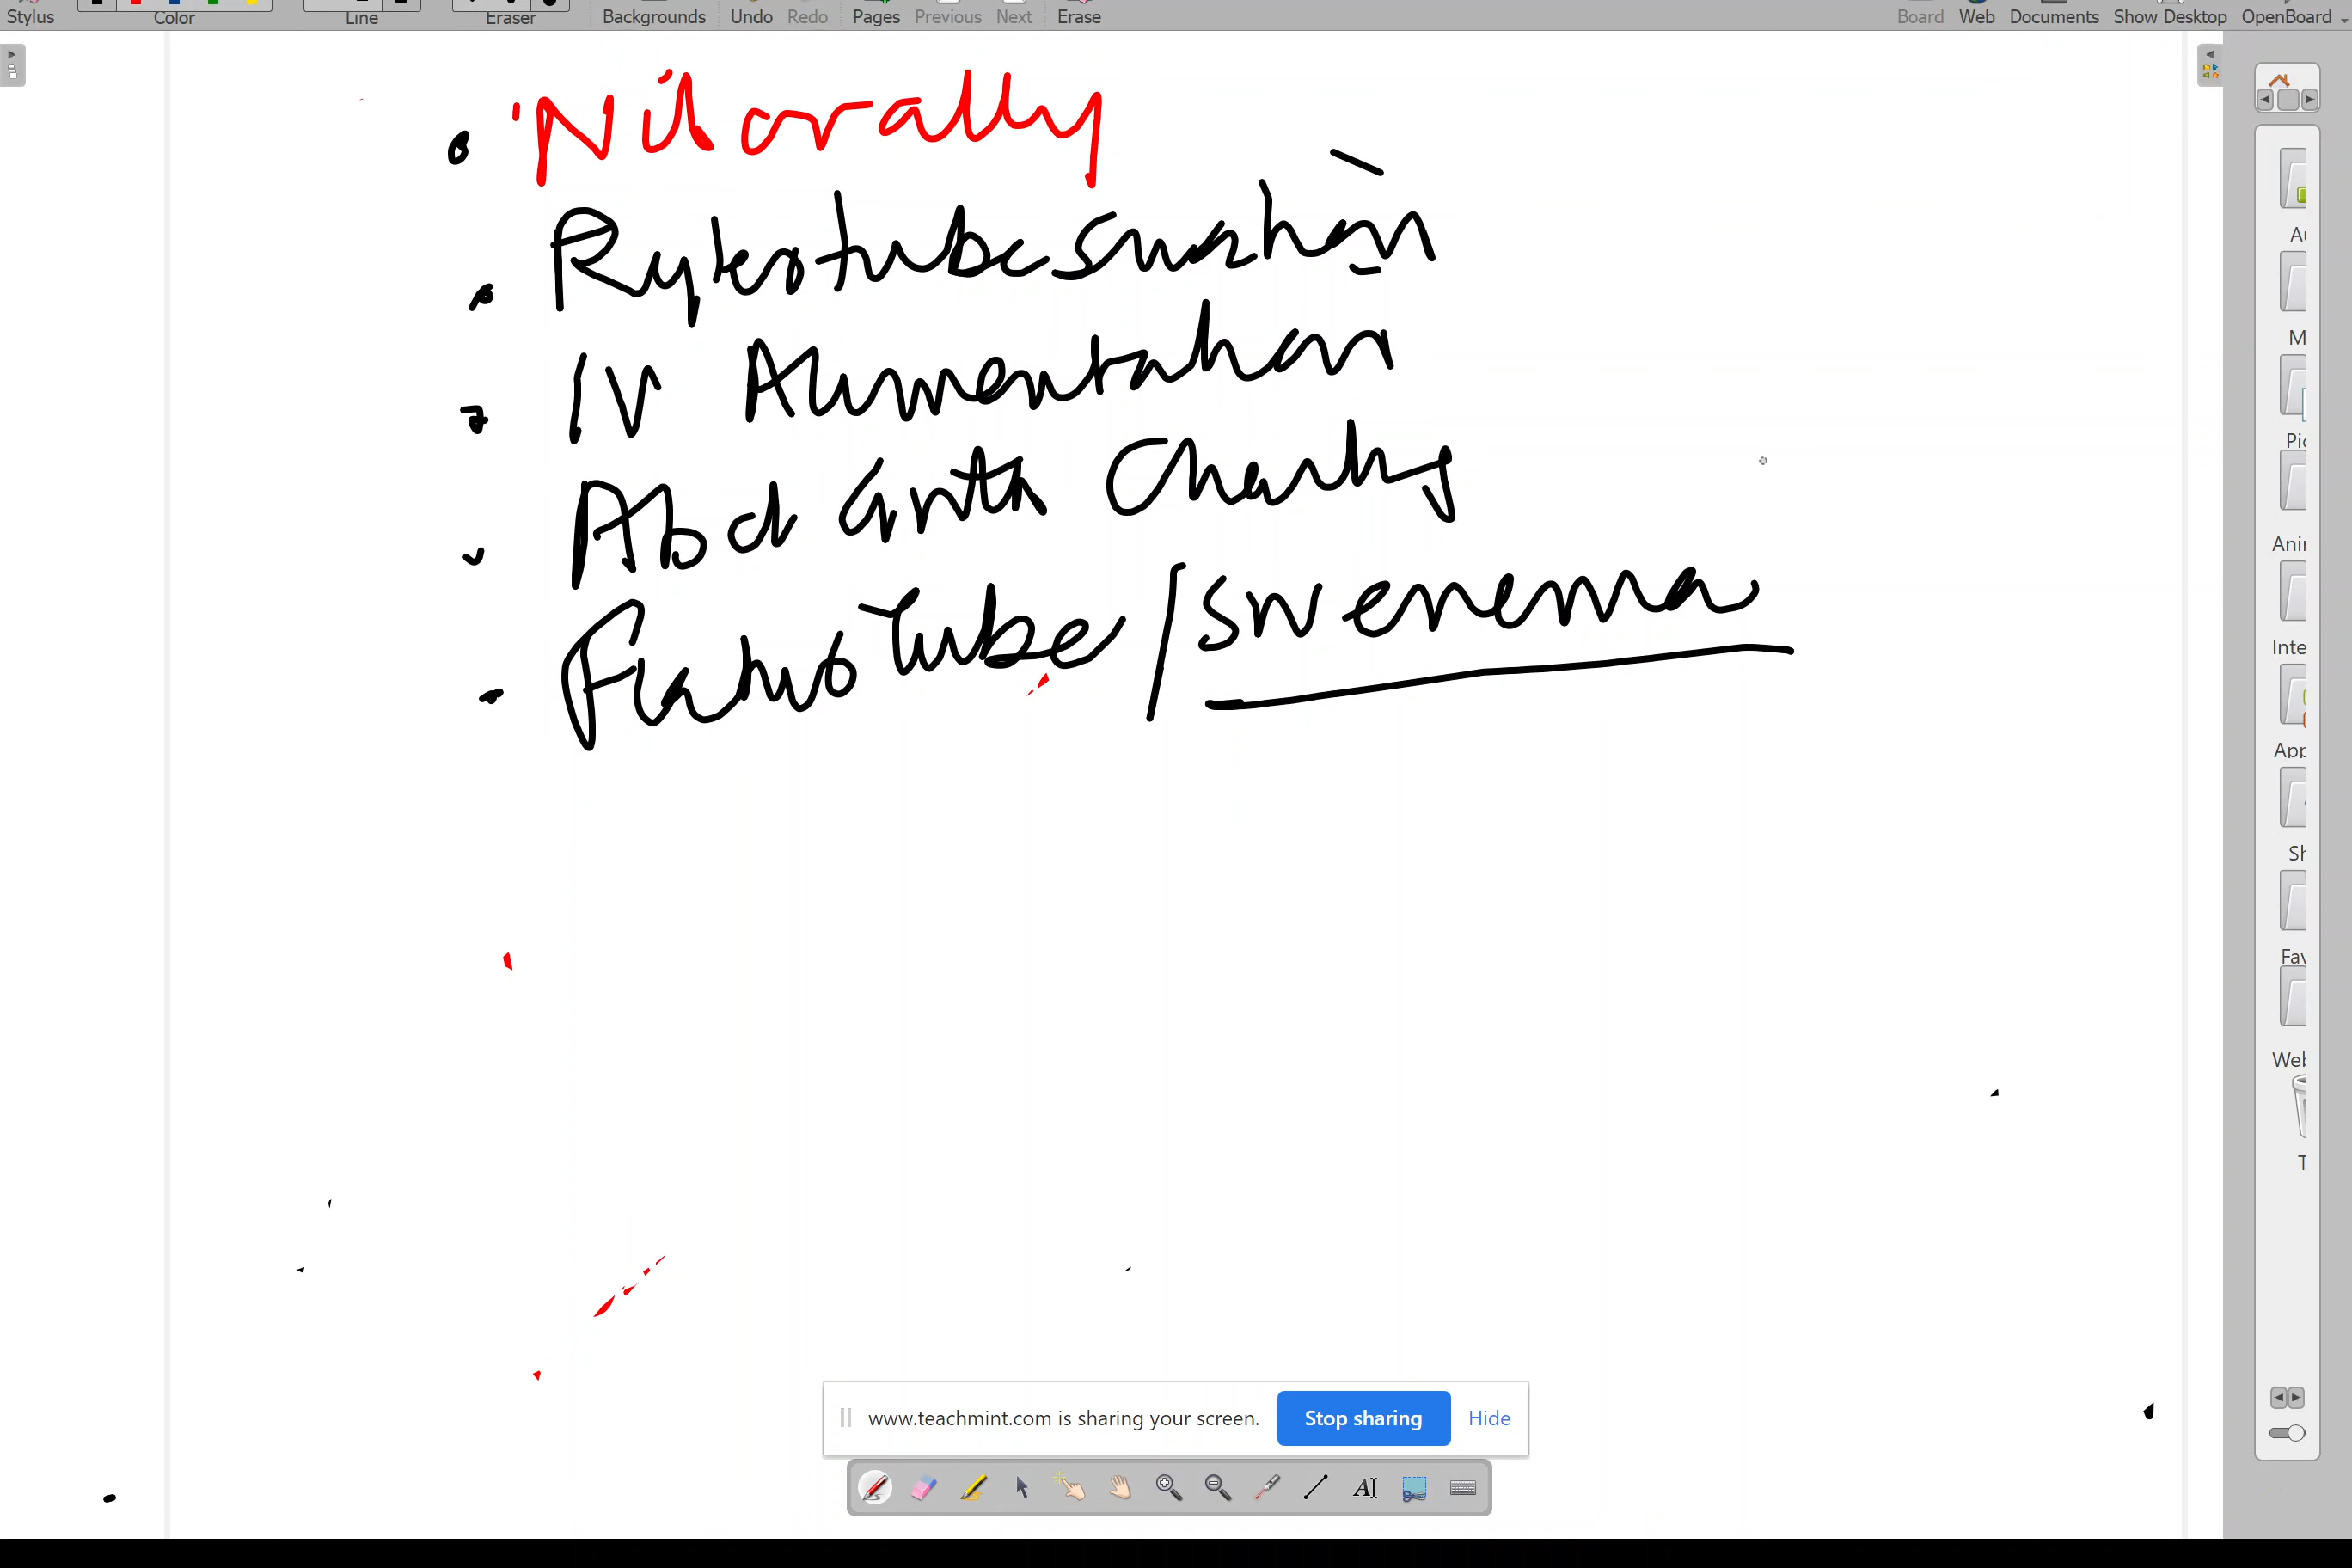 Stylus Color Line Eraser Backgrounds Undo Redo Pages Previous Next Erase Board Web Documents Show Desktop OpenBoard
Nil orally
Ryles tube suction
IV Alimentation
Abd Girth Charting
Flatus Tube / SW enema
www.teachmint.com is sharing your screen. Stop sharing Hide